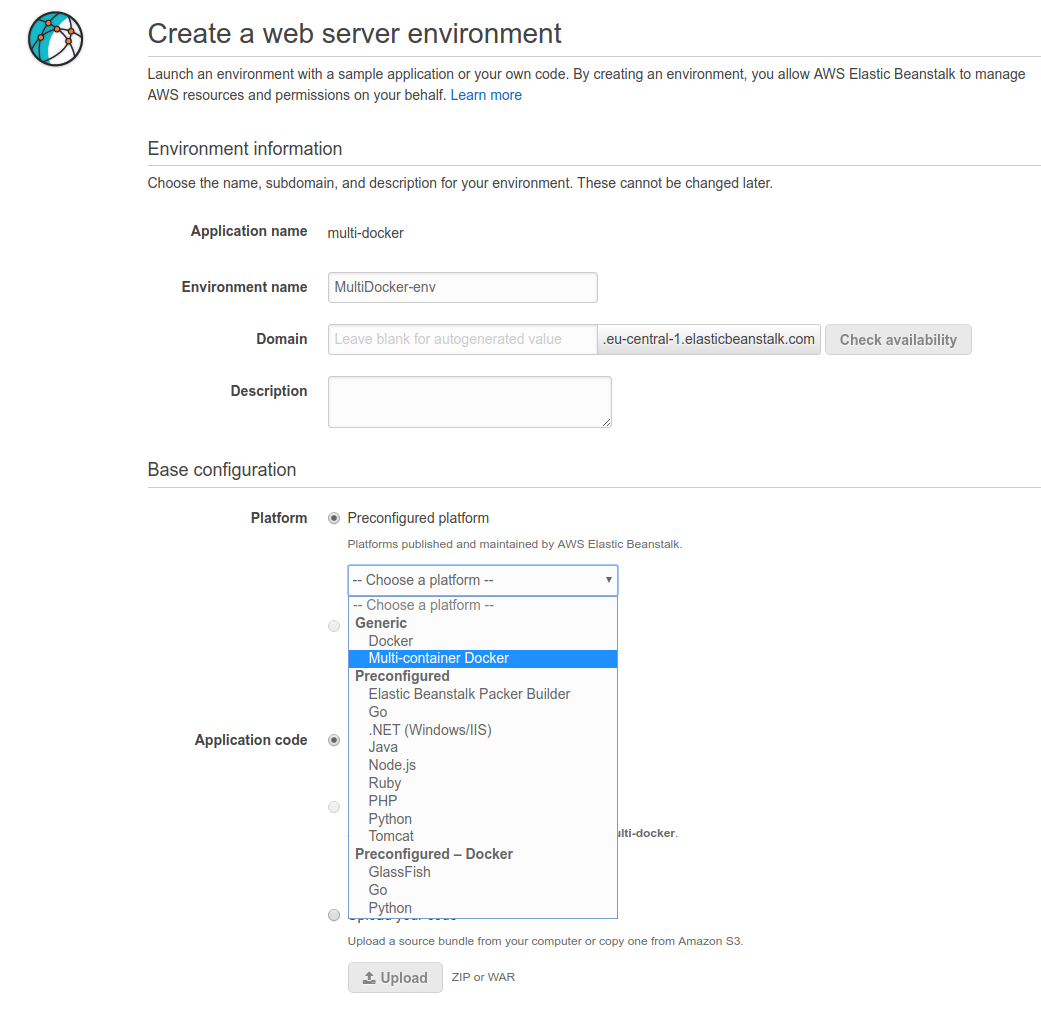 Create a web server environment
Launch an environment with a sample application or your own code. By creating an environment, you allow AWS Elastic Beanstalk to manage
AWS resources and permissions on your behalf. Learn more
Environment information
Choose the name, subdomain, and description for your environment. These cannot be changed later.
Application name multi-docker
Environment name MultiDocker-env
Domain Leave blank for autogenerated value .eu-central-1.elasticbeanstalk.com Check availability
Description
Base configuration
Platform Preconfigured platform
Platforms published and maintained by AWS Elastic Beanstalk.
-- Choose a platform --
-- Choose a platform --
Generic
Docker
Multi-container Docker
Preconfigured
Elastic Beanstalk Packer Builder
Go
.NET (Windows/IIS)
Application code
Java
Node.js
Ruby
PHP
Python
Tomcat
Preconfigured – Docker
GlassFish
Go
Python
Upload a source bundle from your computer or copy one from Amazon S3.
Upload ZIP or WAR